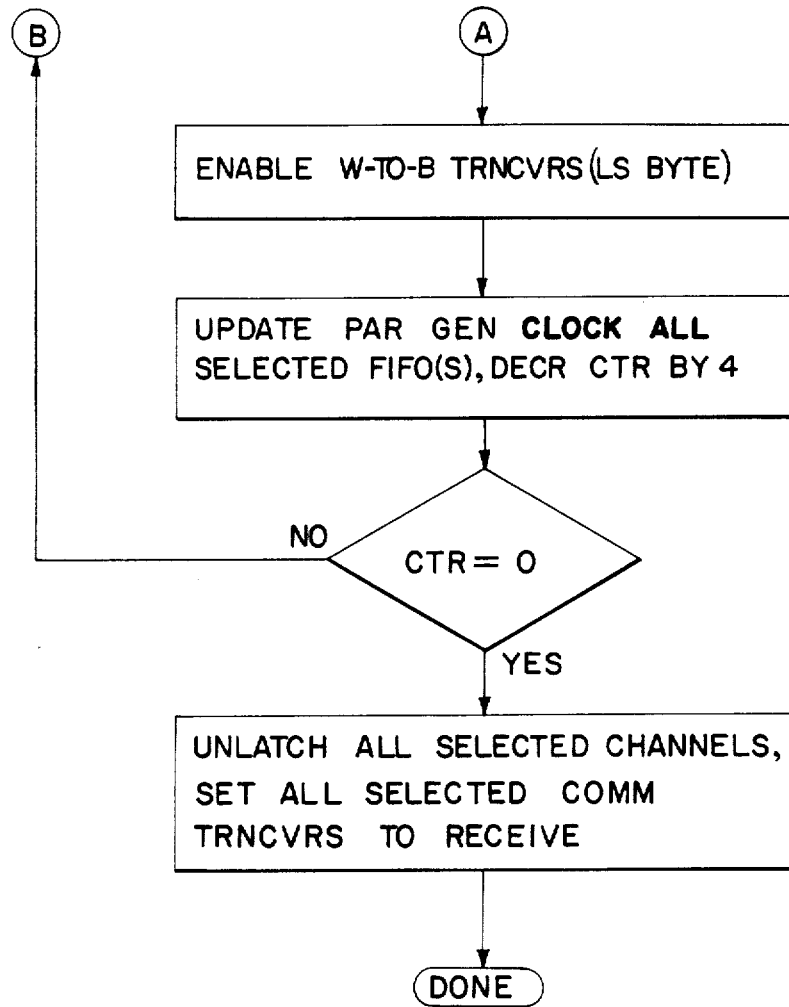 B
A
ENABLE W-TO-B TRNCVRS (LS BYTE)
UPDATE PAR GEN CLOCK ALL
SELECTED FIFO(S), DECR CTR BY 4
NO
CTR = 0
YES
UNLATCH ALL SELECTED CHANNELS,
SET ALL SELECTED COMM
TRNCVRS TO RECEIVE
DONE